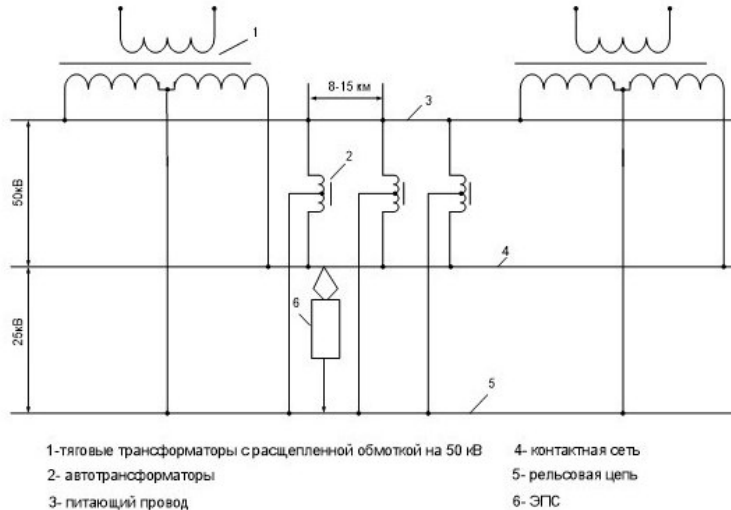 1
8-15 км
3
2
50кВ
4
6
25кВ
5
1-тяговые трансформаторы с расщепленной обмоткой на 50 кВ
4- контактная сеть
2- автотрансформаторы
5- рельсовая цепь
3- питающий провод
6- ЭПС